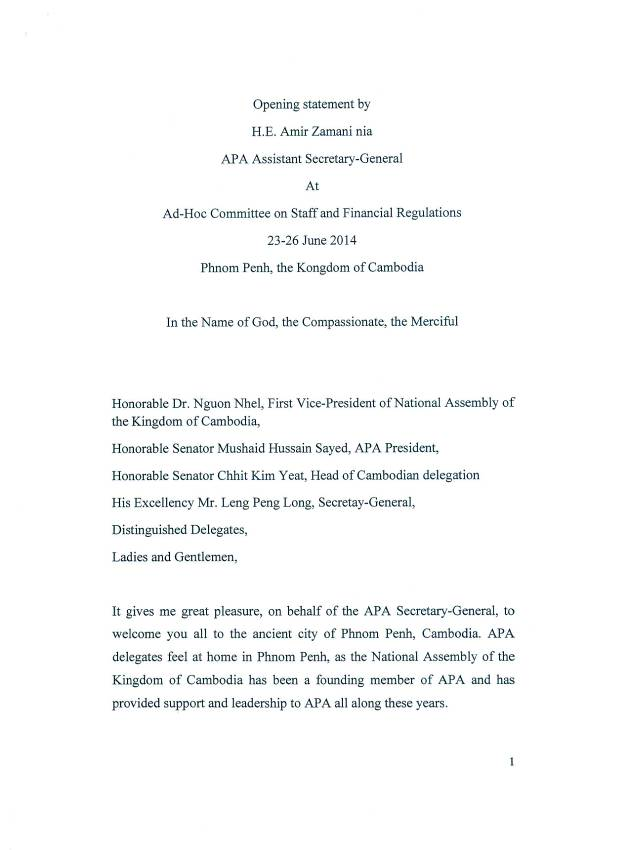 Opening statement by
H.E. Amir Zamani nia
APA Assistant Secretary-General
At
Ad-Hoc Committee on Staff and Financial Regulations
23-26 June 2014
Phnom Penh, the Kongdom of Cambodia
In the Name of God, the Compassionate, the Merciful
Honorable Dr. Nguon Nhel, First Vice-President of National Assembly of
the Kingdom of Cambodia,
Honorable Senator Mushaid Hussain Sayed, APA President,
Honorable Senator Chhit Kim Yeat, Head of Cambodian delegation
His Excellency Mr. Leng Peng Long, Secretay-General,
Distinguished Delegates,
Ladies and Gentlemen,
It gives me great pleasure, on behalf of the APA Secretary-General, to
welcome you all to the ancient city of Phnom Penh, Cambodia. APA
delegates feel at home in Phnom Penh, as the National Assembly of the
Kingdom of Cambodia has been a founding member of APA and has
provided support and leadership to APA all along these years.
1